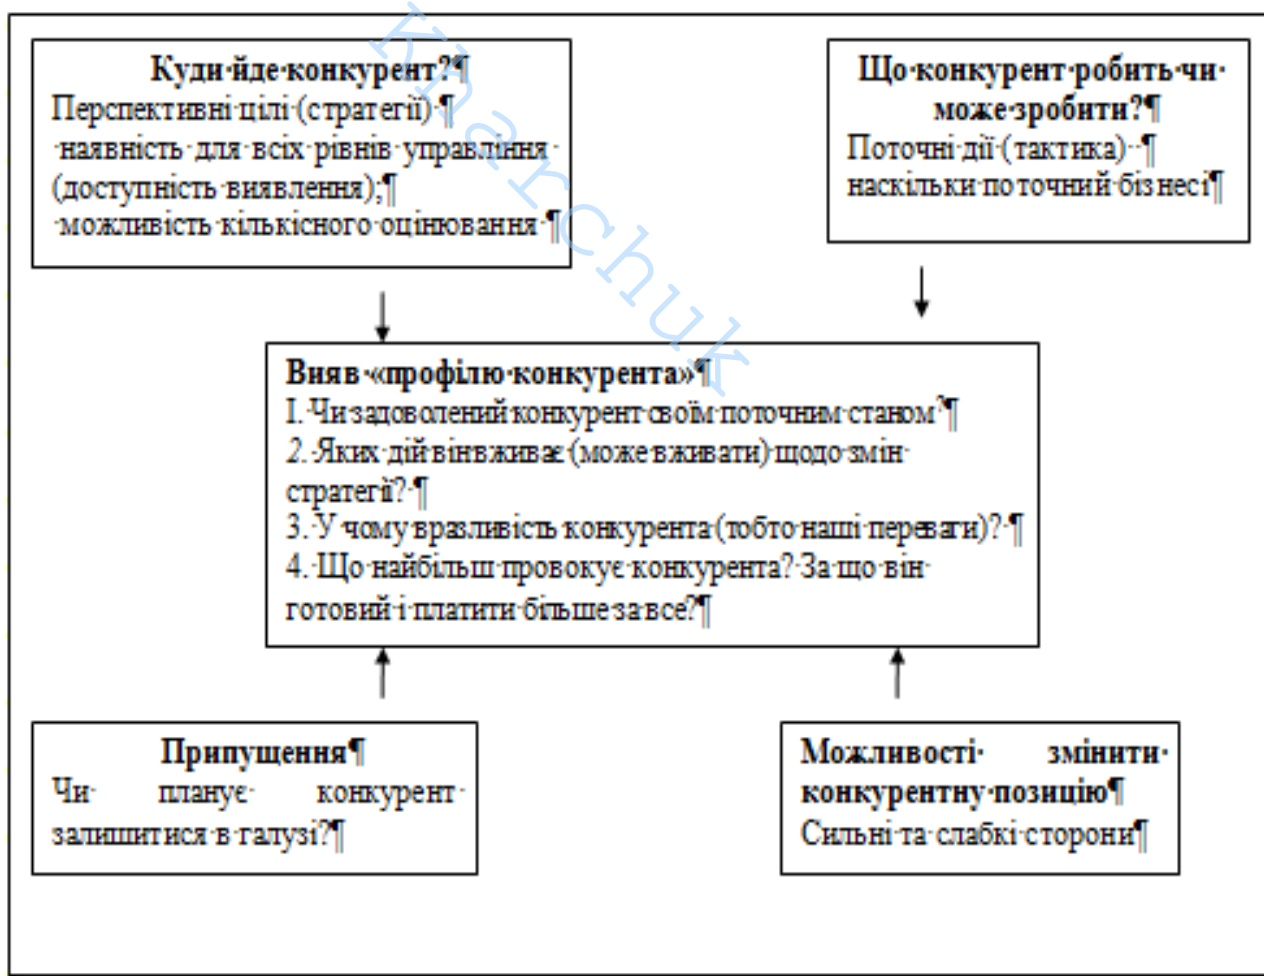 Куди·йде·конкурент?¶
Перспективні·цілі·(стратегії)·¶
·наявність·для·всіх·рівнів·управління·
(доступність·виявлення);¶
·можливість·кількісного·оцінювання·¶
Що·конкурент·робить·чи·
може·зробити?¶
Поточні·дії·(тактика)··¶
наскільки·поточний·бізнесі¶
Вияв·«профілю·конкурента»¶
1.·Чи·задоволений·конкурент·своїм·поточним·станом?¶
2.·Яких·дій·він·вживає·(може·вживати)·щодо·змін·
стратегії?·¶
3.·У·чому·вразливість·конкурента·(тобто·наші·переваги)?·¶
4.·Що·найбільш·провокує·конкурента?·За·що·він·
готовий·і·платити·більше·за·все?¶
Припущення¶
Чи· планує· конкурент·
залишитися·в·галузі?¶
Можливості· змінити·
конкурентну·позицію¶
Сильні·та·слабкі·сторони¶
Kharchuk